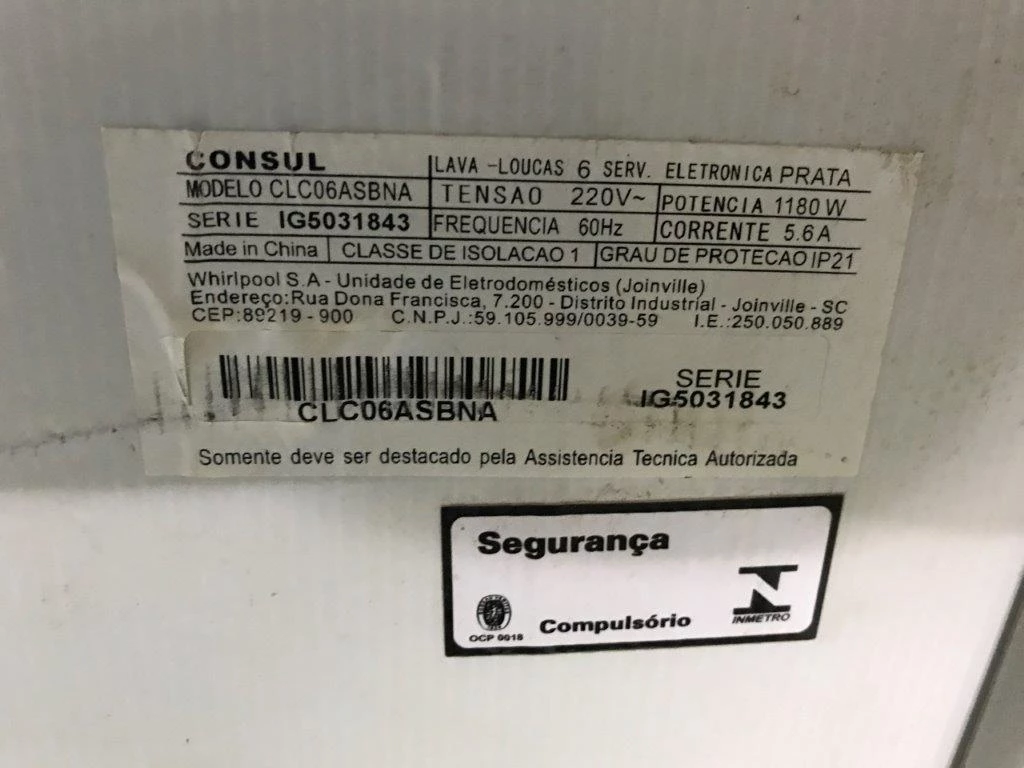 CONSUL LAVA -LOUCAS 6 SERV. ELETRONICA PRATA
MODELO CLC06ASBNA TENSAO 220V~ POTENCIA 1180 W
SERIE IG5031843 FREQUENCIA 60Hz CORRENTE 5.6A
Made in China CLASSE DE ISOLACAO 1 GRAU DE PROTECAO IP21
Whirlpool S.A - Unidade de Eletrodomésticos (Joinville)
Endereço:Rua Dona Francisca, 7.200 - Distrito Industrial - Joinville - SC
CEP:89219 - 900 C.N.P.J.:59.105.999/0039-59 I.E.:250.050.889
SERIE
CLC06ASBNA IG5031843
Somente deve ser destacado pela Assistencia Tecnica Autorizada
Segurança
OCP 0018 Compulsório INMETRO